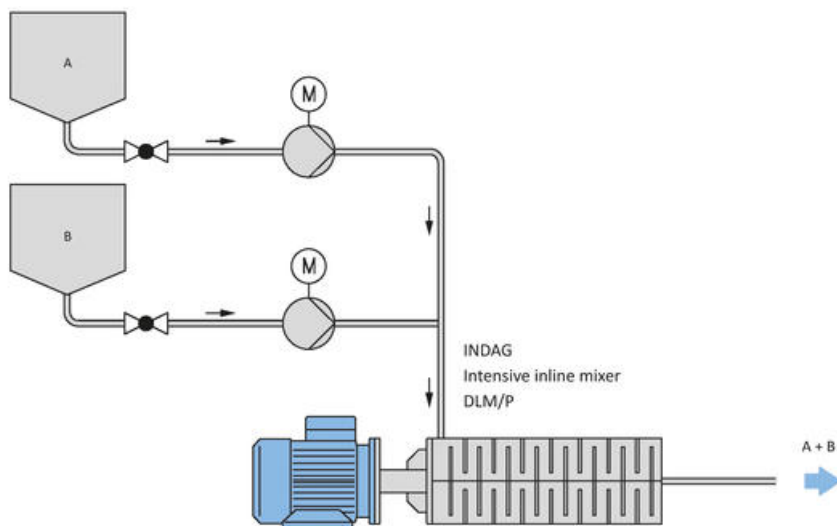 A
M
B
M
INDAG
Intensive inline mixer
DLM/P
A + B